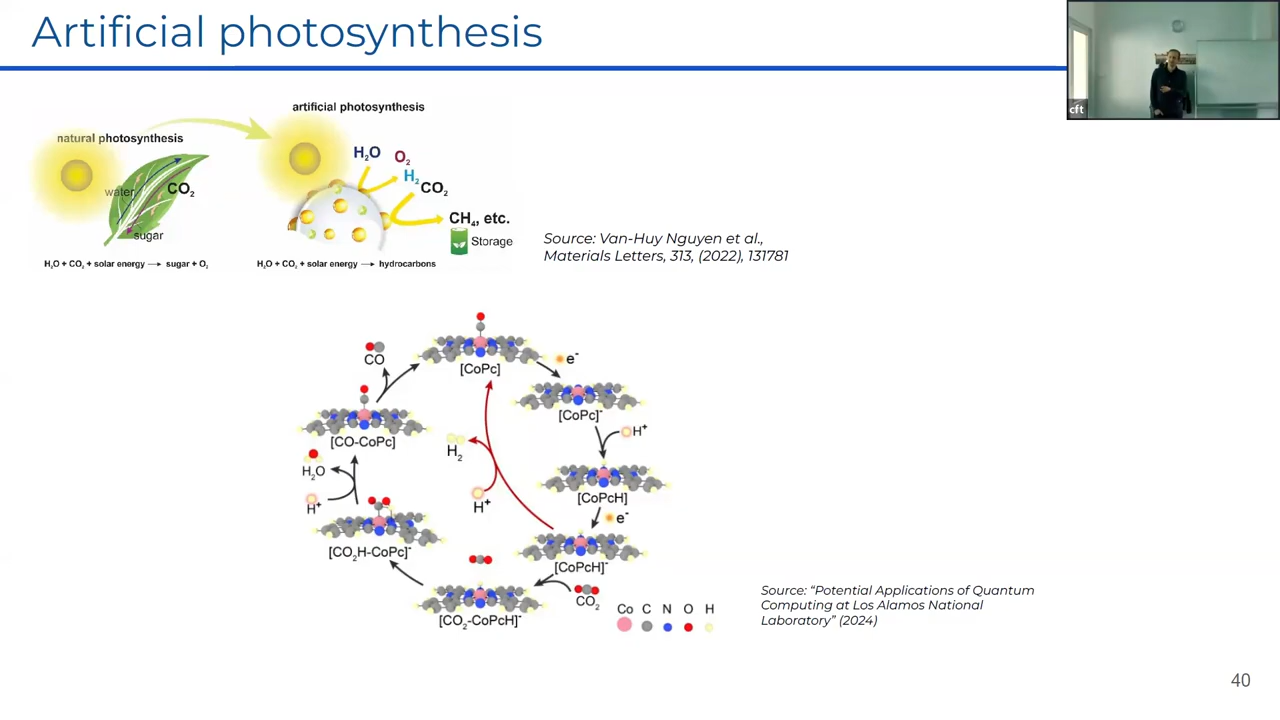 Artificial photosynthesis
cft
artificial photosynthesis
natural photosynthesis
water
CO₂
sugar
H₂O + CO₂ + solar energy → sugar + O₂
H₂O
O₂
H₂
CO₂
CH₄, etc.
Storage
H₂O + CO₂ + solar energy → hydrocarbons
Source: Van-Huy Nguyen et al.,
Materials Letters, 313, (2022), 131781
[CoPc]
e⁻
[CoPc]⁻
H⁺
[CoPcH]
e⁻
[CoPcH]⁻
CO₂
[CO₂-CoPcH]⁻
[CO₂H-CoPc]⁻
H⁺
H₂O
[CO-CoPc]
CO
H₂
H⁺
Co C N O H
Source: “Potential Applications of Quantum
Computing at Los Alamos National
Laboratory” (2024)
40